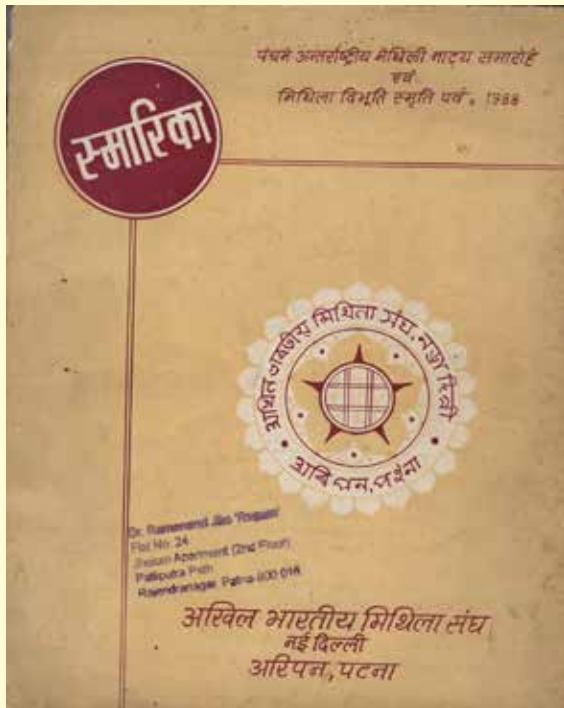 पंचम अन्तर्राष्ट्रीय मैथिली नाट्य समारोह
एवं
मिथिला विभूति स्मृति पर्व, 1988
स्मारिका
अखिल भारतीय मिथिला संघ, नई दिल्ली
अरिपन, पटना
Dr. Ramanand Jha
Flat No. 24
Apartment (2nd Floor)
Patliputra Path
Rajendranagar, Patna-800 016
अखिल भारतीय मिथिला संघ
नई दिल्ली
अरिपन, पटना